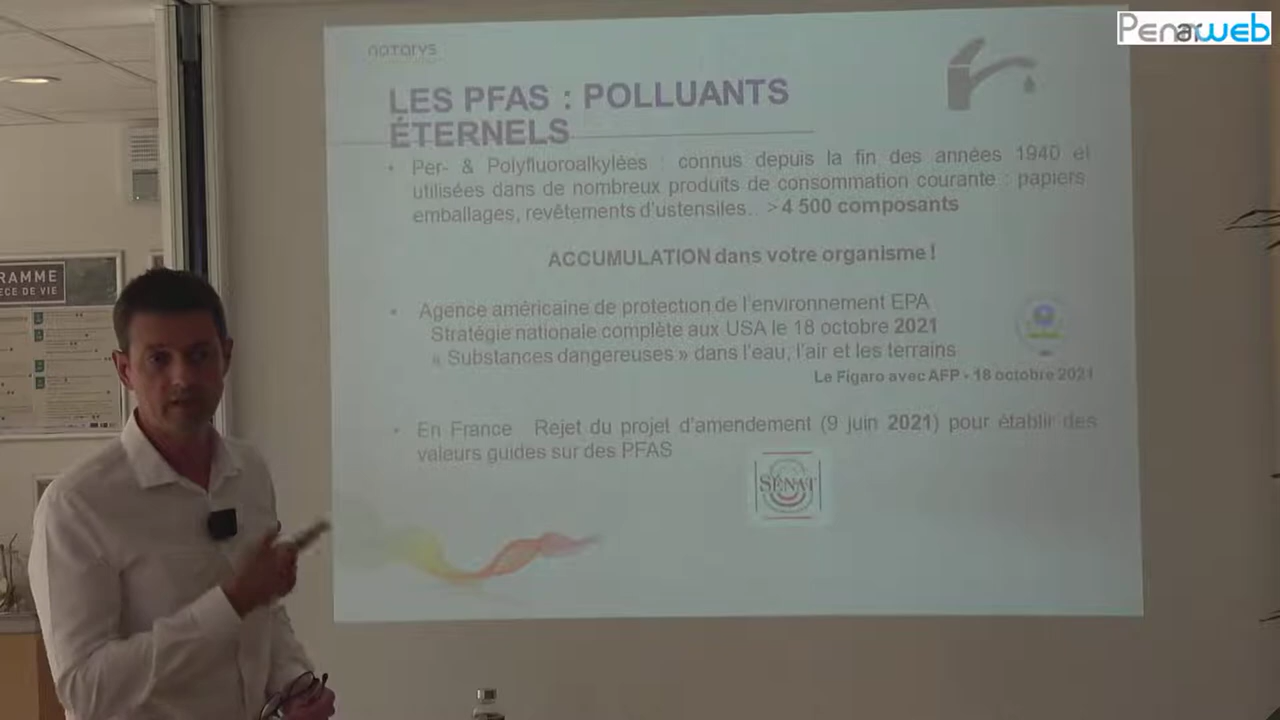 Penarweb
natarys
LES PFAS : POLLUANTS
ÉTERNELS
• Per- & Polyfluoroalkylées : connus depuis la fin des années 1940 et
utilisées dans de nombreux produits de consommation courante : papiers
emballages, revêtements d'ustensiles... > 4 500 composants
ACCUMULATION dans votre organisme !
• Agence américaine de protection de l'environnement EPA
Stratégie nationale complète aux USA le 18 octobre 2021
« Substances dangereuses » dans l'eau, l'air et les terrains
Le Figaro avec AFP - 18 octobre 2021
• En France Rejet du projet d'amendement (9 juin 2021) pour établir des
valeurs guides sur des PFAS
SÉNAT
RAMME
ECE DE VIE